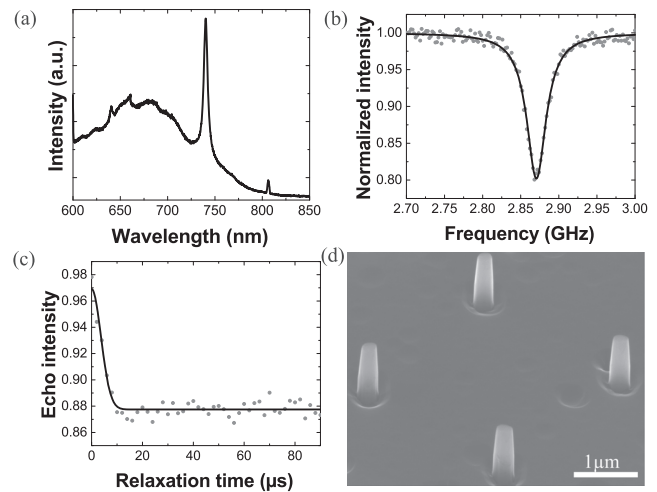 (a)
Intensity (a.u.)
600 650 700 750 800 850
Wavelength (nm)
(b)
Normalized intensity
1.00
0.95
0.90
0.85
0.80
2.70 2.75 2.80 2.85 2.90 2.95 3.00
Frequency (GHz)
(c)
Echo intensity
0.98
0.96
0.94
0.92
0.90
0.88
0.86
0 20 40 60 80
Relaxation time (μs)
(d)
1μm